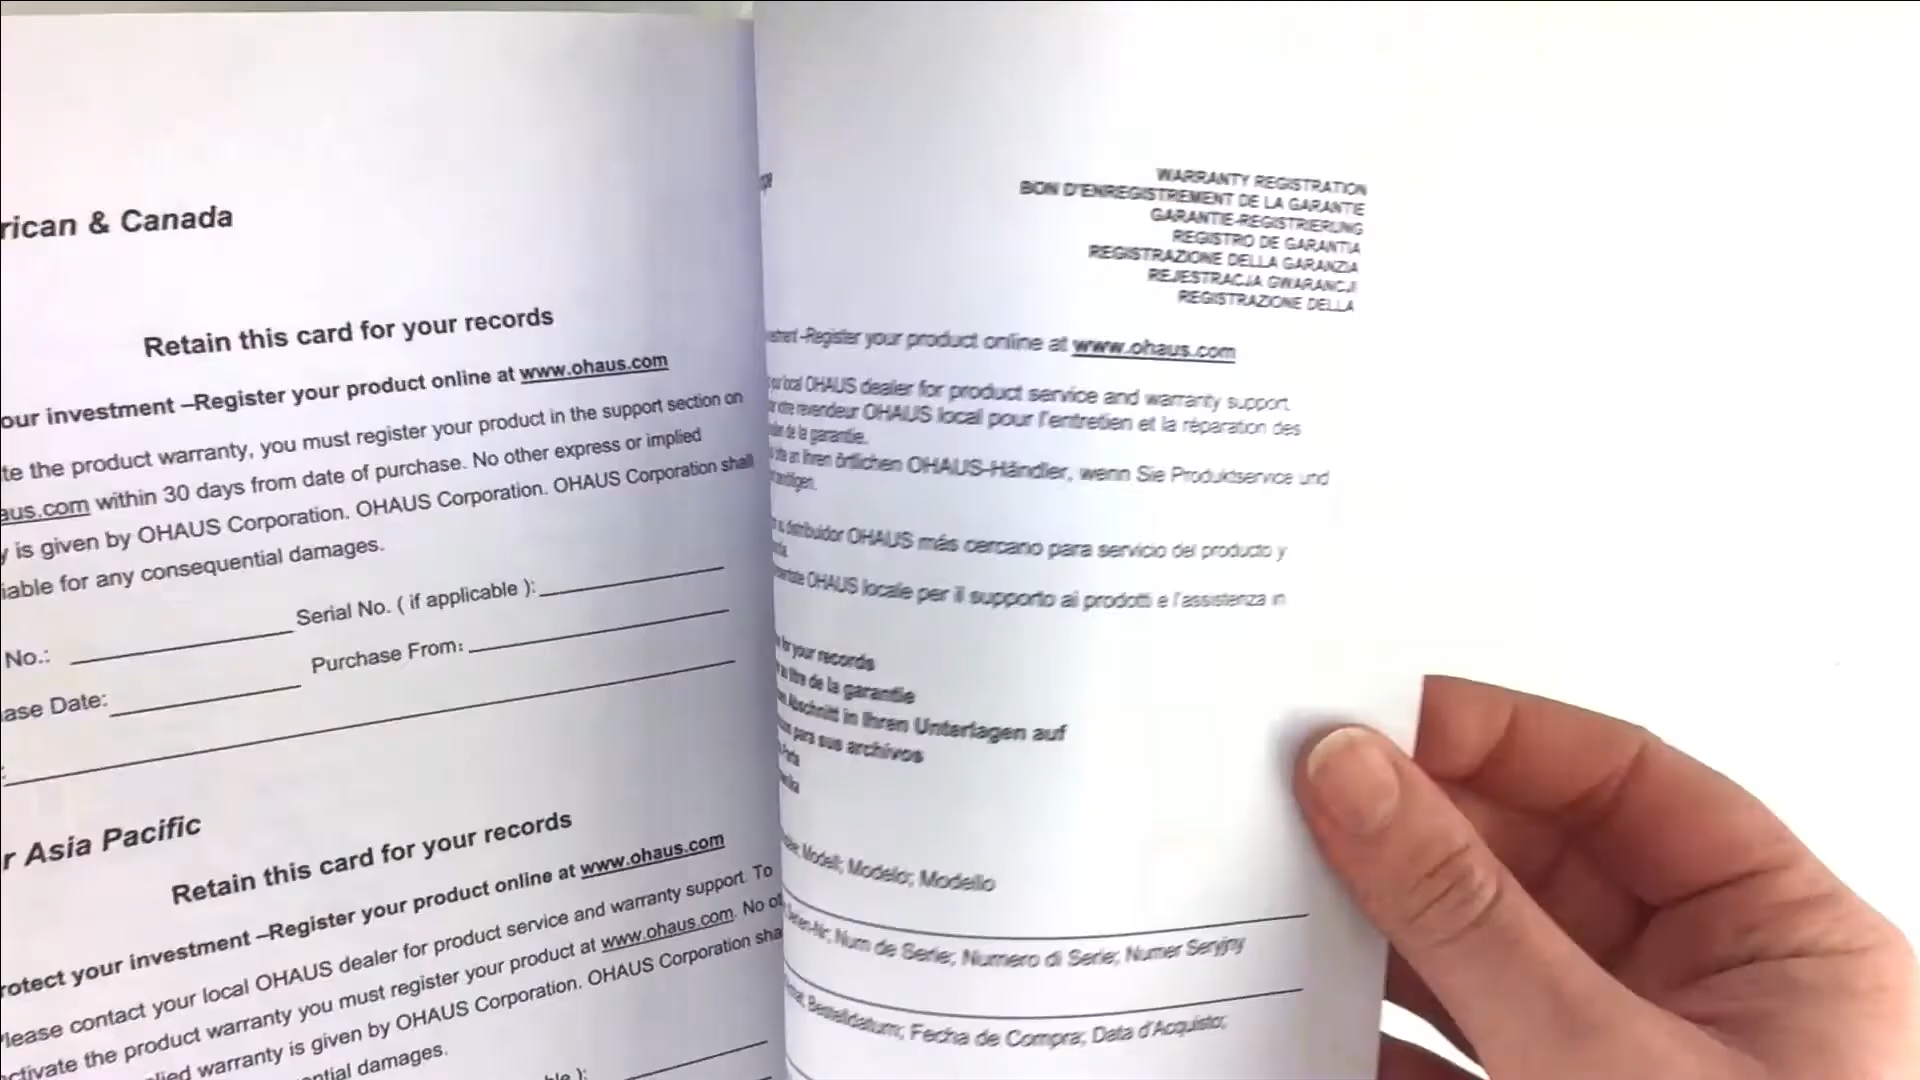 rican & Canada
Retain this card for your records
our investment –Register your product online at www.ohaus.com
te the product warranty, you must register your product in the support section on
aus.com within 30 days from date of purchase. No other express or implied
y is given by OHAUS Corporation. OHAUS Corporation. OHAUS Corporation shall
iable for any consequential damages.
No.: Serial No. ( if applicable ):
ase Date: Purchase From:
:
r Asia Pacific
Retain this card for your records
rotect your investment –Register your product online at www.ohaus.com
lease contact your local OHAUS dealer for product service and warranty support. To
ctivate the product warranty you must register your product at www.ohaus.com. No ot
lied warranty is given by OHAUS Corporation. OHAUS Corporation sha
ntial damages.
ble ):
WARRANTY REGISTRATION
BON D'ENREGISTREMENT DE LA GARANTIE
GARANTIE-REGISTRIERUNG
REGISTRO DE GARANTIA
REGISTRAZIONE DELLA GARANZIA
REJESTRACJA GWARANCJI
REGISTRAZIONE DELLA
–Register your product online at www.ohaus.com
local OHAUS dealer for product service and warranty support.
revendeur OHAUS local pour l'entretien et la réparation des
de la garantie.
an Ihren örtlichen OHAUS-Händler, wenn Sie Produktservice und
distribuidor OHAUS más cercano para servicio del producto y
OHAUS locale per il supporto ai prodotti e l'assistenza in
for your records
titre de la garantie
Abschnitt in Ihren Unterlagen auf
para sus archivos
Modell; Modelo; Modello
Num de Serie; Numero di Serie; Numer Seryjny
Bestelldatum; Fecha de Compra; Data d'Acquisto;